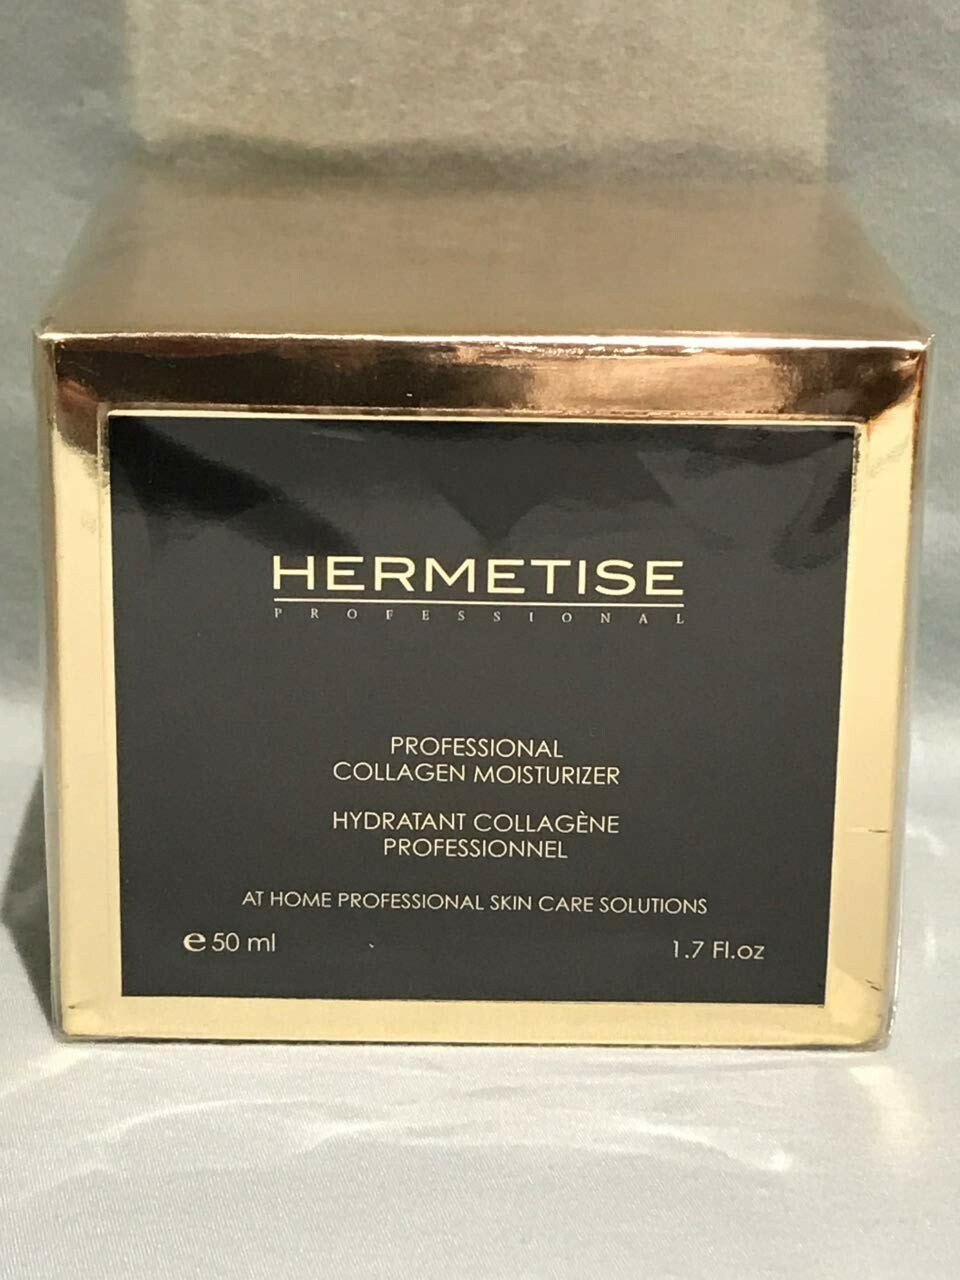 HERMETISE
PROFESSIONAL
PROFESSIONAL
COLLAGEN MOISTURIZER
HYDRATANT COLLAGÈNE
PROFESSIONNEL
AT HOME PROFESSIONAL SKIN CARE SOLUTIONS
℮ 50 ml 1.7 Fl.oz